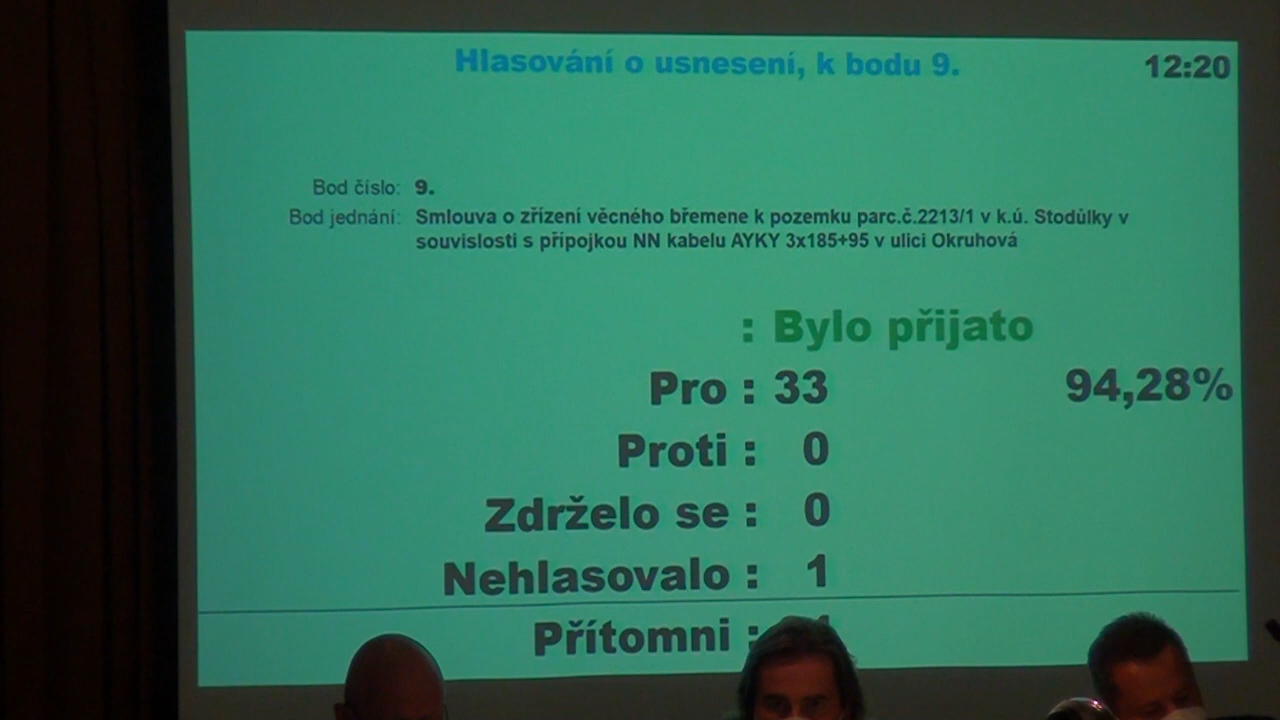 Hlasování o usnesení, k bodu 9.
12:20
Bod číslo: 9.
Bod jednání: Smlouva o zřízení věcného břemene k pozemku parc.č.2213/1 v k.ú. Stodůlky v
souvislosti s přípojkou NN kabelu AYKY 3x185+95 v ulici Okruhová
: Bylo přijato
Pro : 33 94,28%
Proti : 0
Zdrželo se : 0
Nehlasovalo : 1
Přítomni :